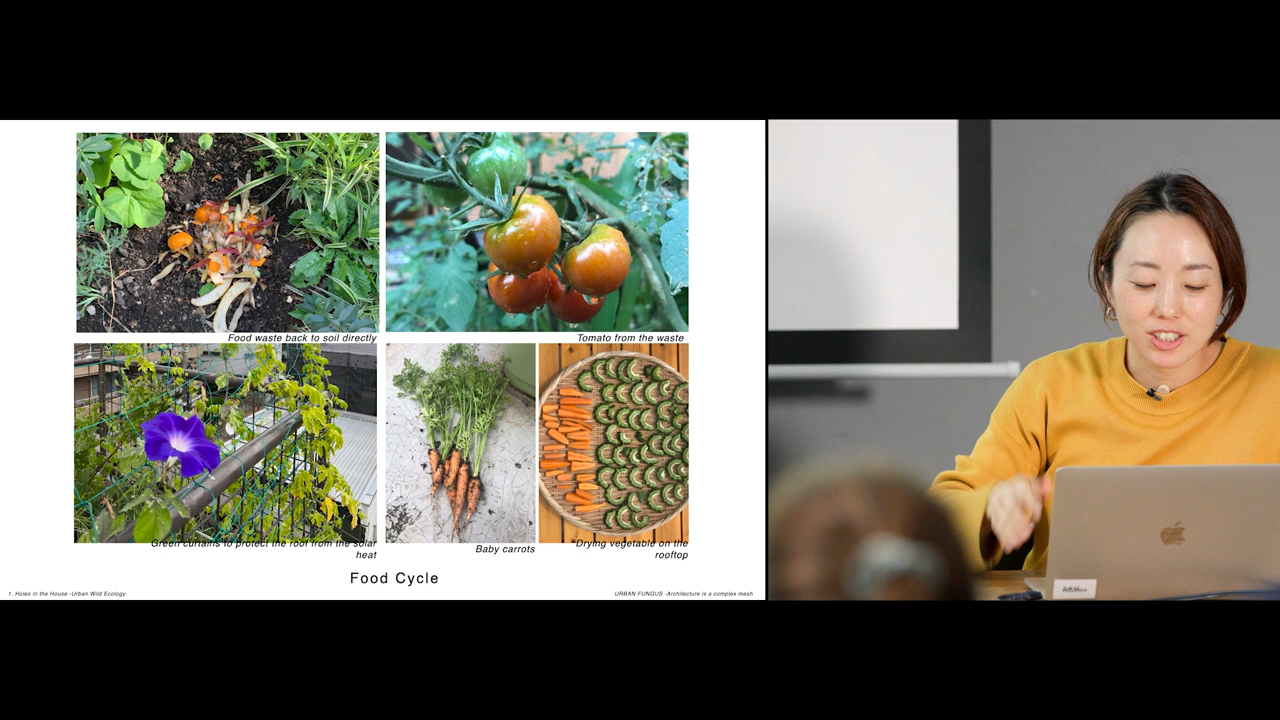 Food waste back to soil directly
Tomato from the waste
Green curtains to protect the roof from the solar
heat
Baby carrots
Drying vegetable on the
rooftop
Food Cycle
1. Holes in the House -Urban Wild Ecology
URBAN FUNGUS -Architecture is a complex mesh